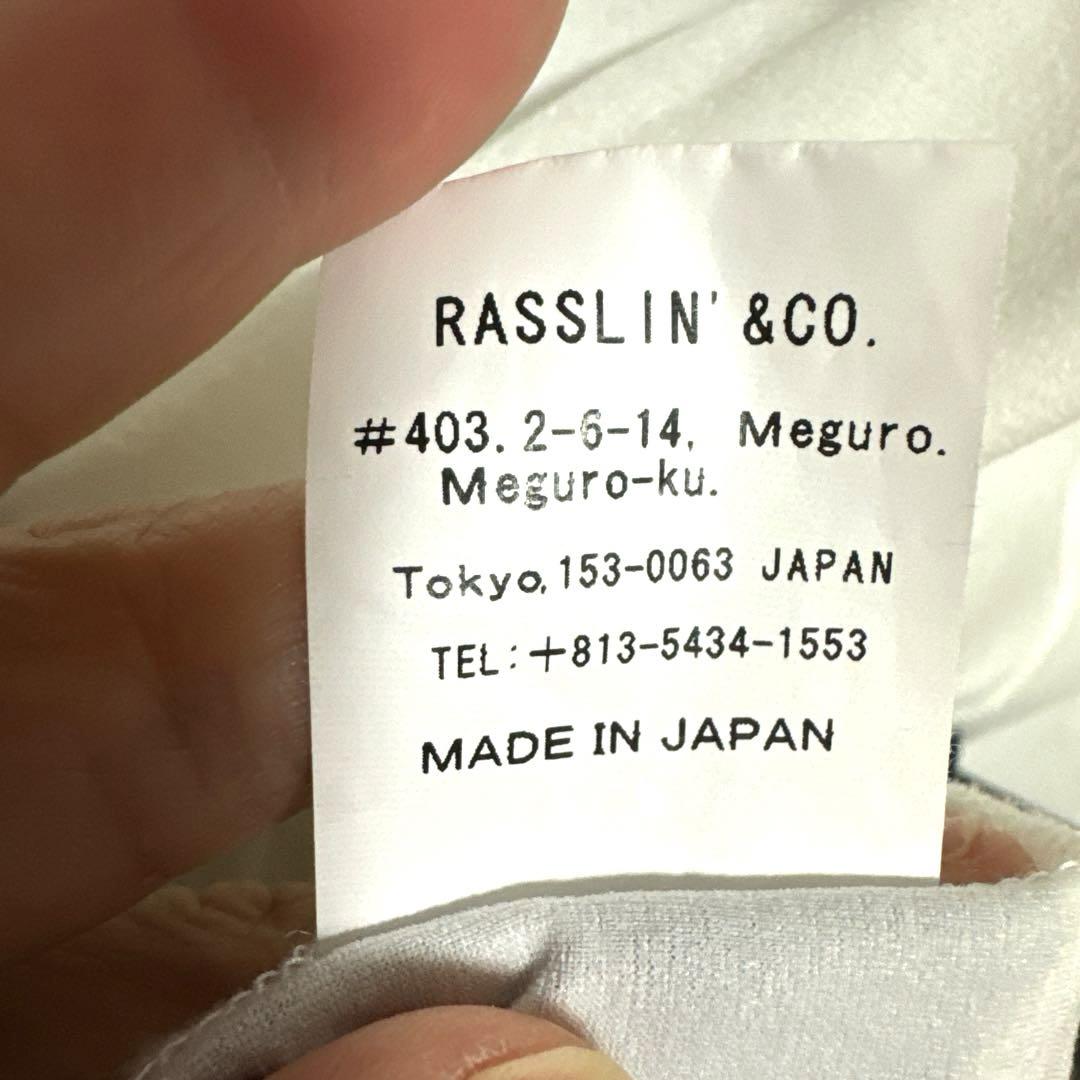 RASSLIN' &CO.
#403. 2-6-14, Meguro.
Meguro-ku.
Tokyo, 153-0063 JAPAN
TEL:+813-5434-1553
MADE IN JAPAN